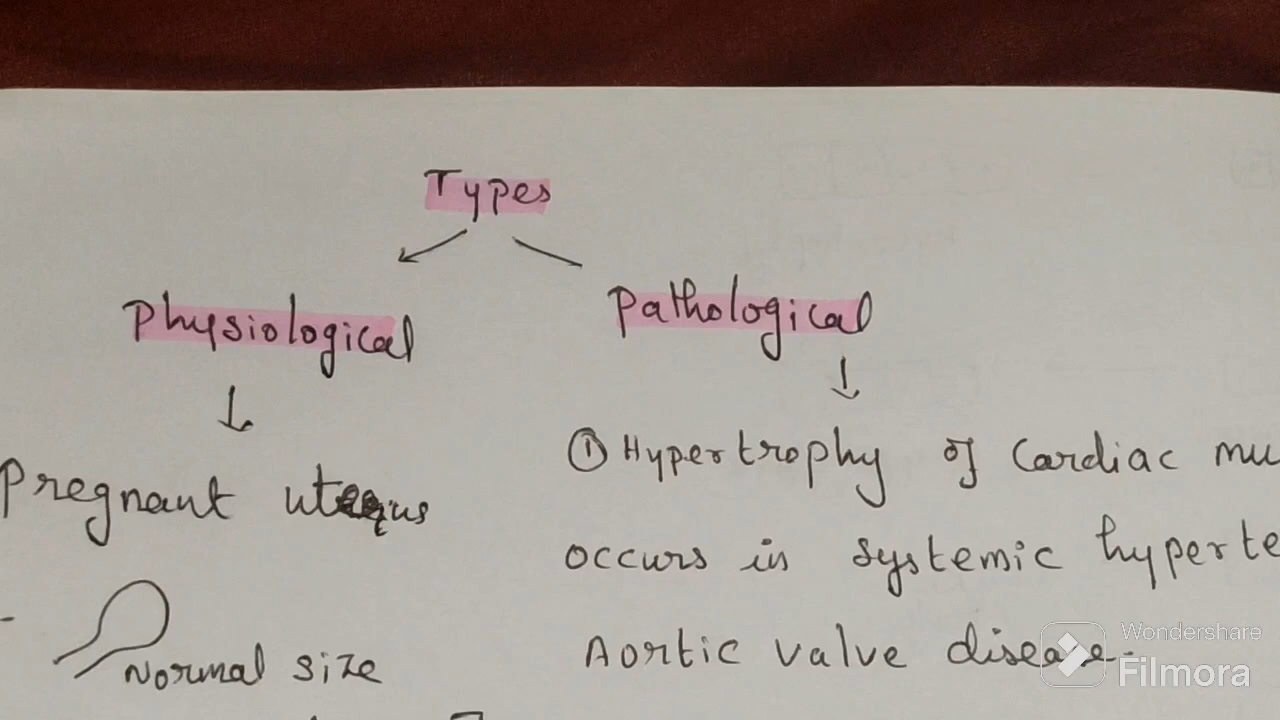 Types
Physiological
Pathological
Pregnant uterus
① Hypertrophy of cardiac mu
occurs in systemic hyperte
Aortic valve disease.
Normal size
Wondershare
Filmora